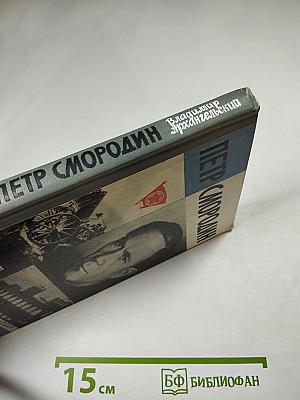 ПЕТР СМОРОДИН
Владимир
Архангельский
ПЕТР СМОРОДИН
15 см
БФ БИБЛИОФАН